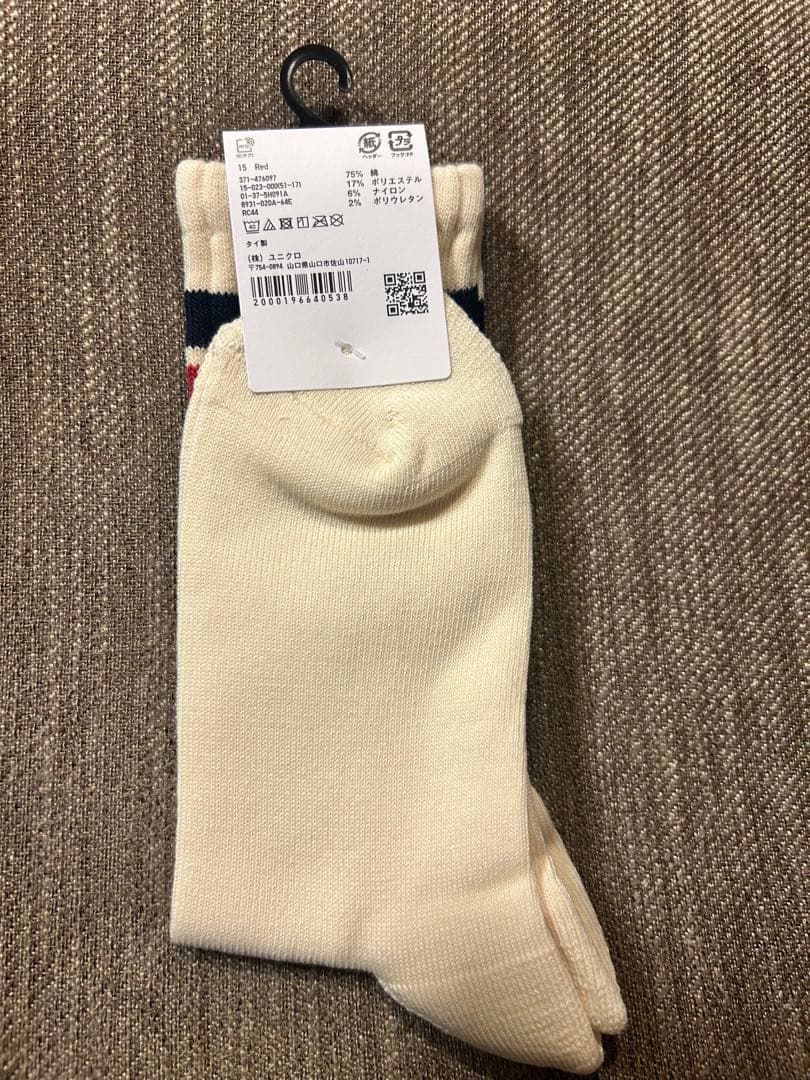 紙
ヘッダー
プラ
フックOP
15 Red
371-476097
15-023-000(51-17)
01-37-5H091A
8931-020A-64E
RC44
75% 綿
17% ポリエステル
6% ナイロン
2% ポリウレタン
40
タイ製
(株) ユニクロ
〒754-0894 山口県山口市佐山10717-1
2000196640538